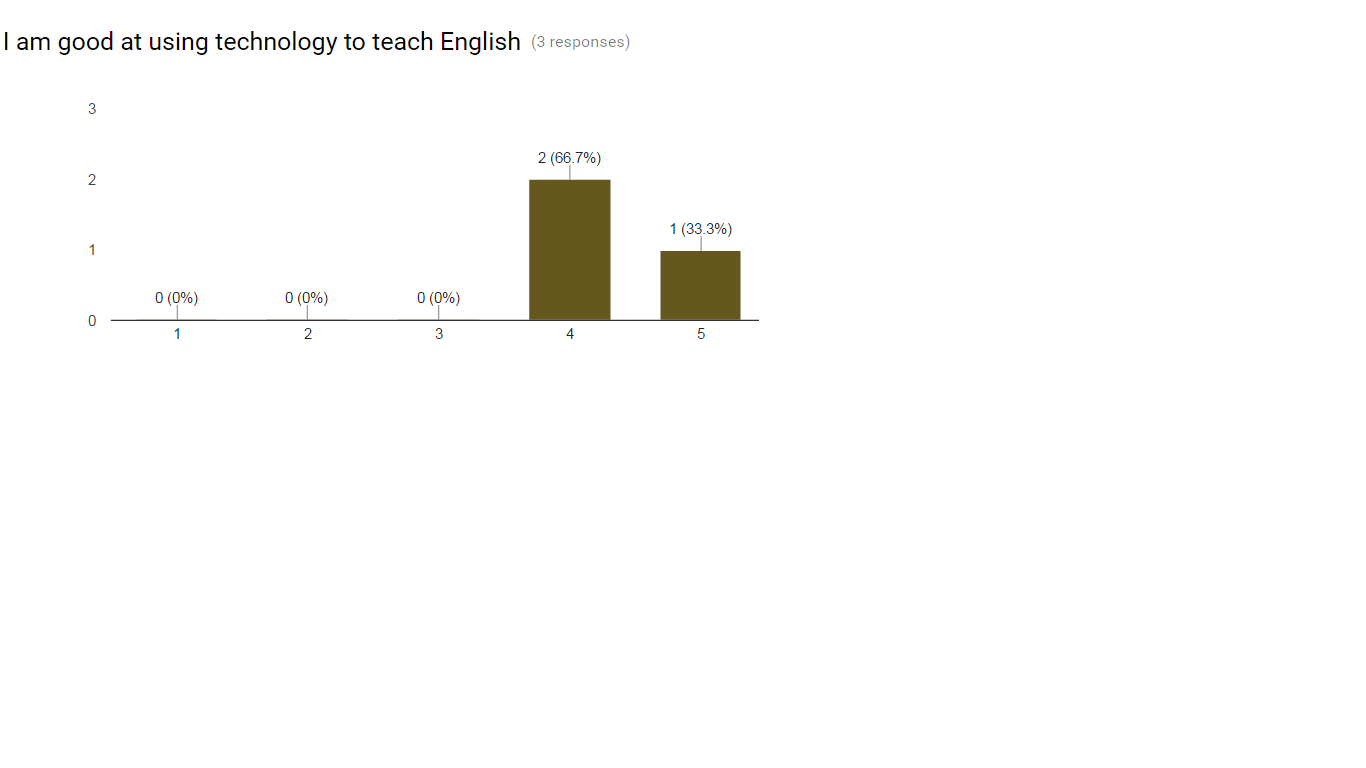 I am good at using technology to teach English (3 responses)
3
2 (66.7%)
2
1 (33.3%)
1
0 (0%) 0 (0%) 0 (0%)
0
1 2 3 4 5